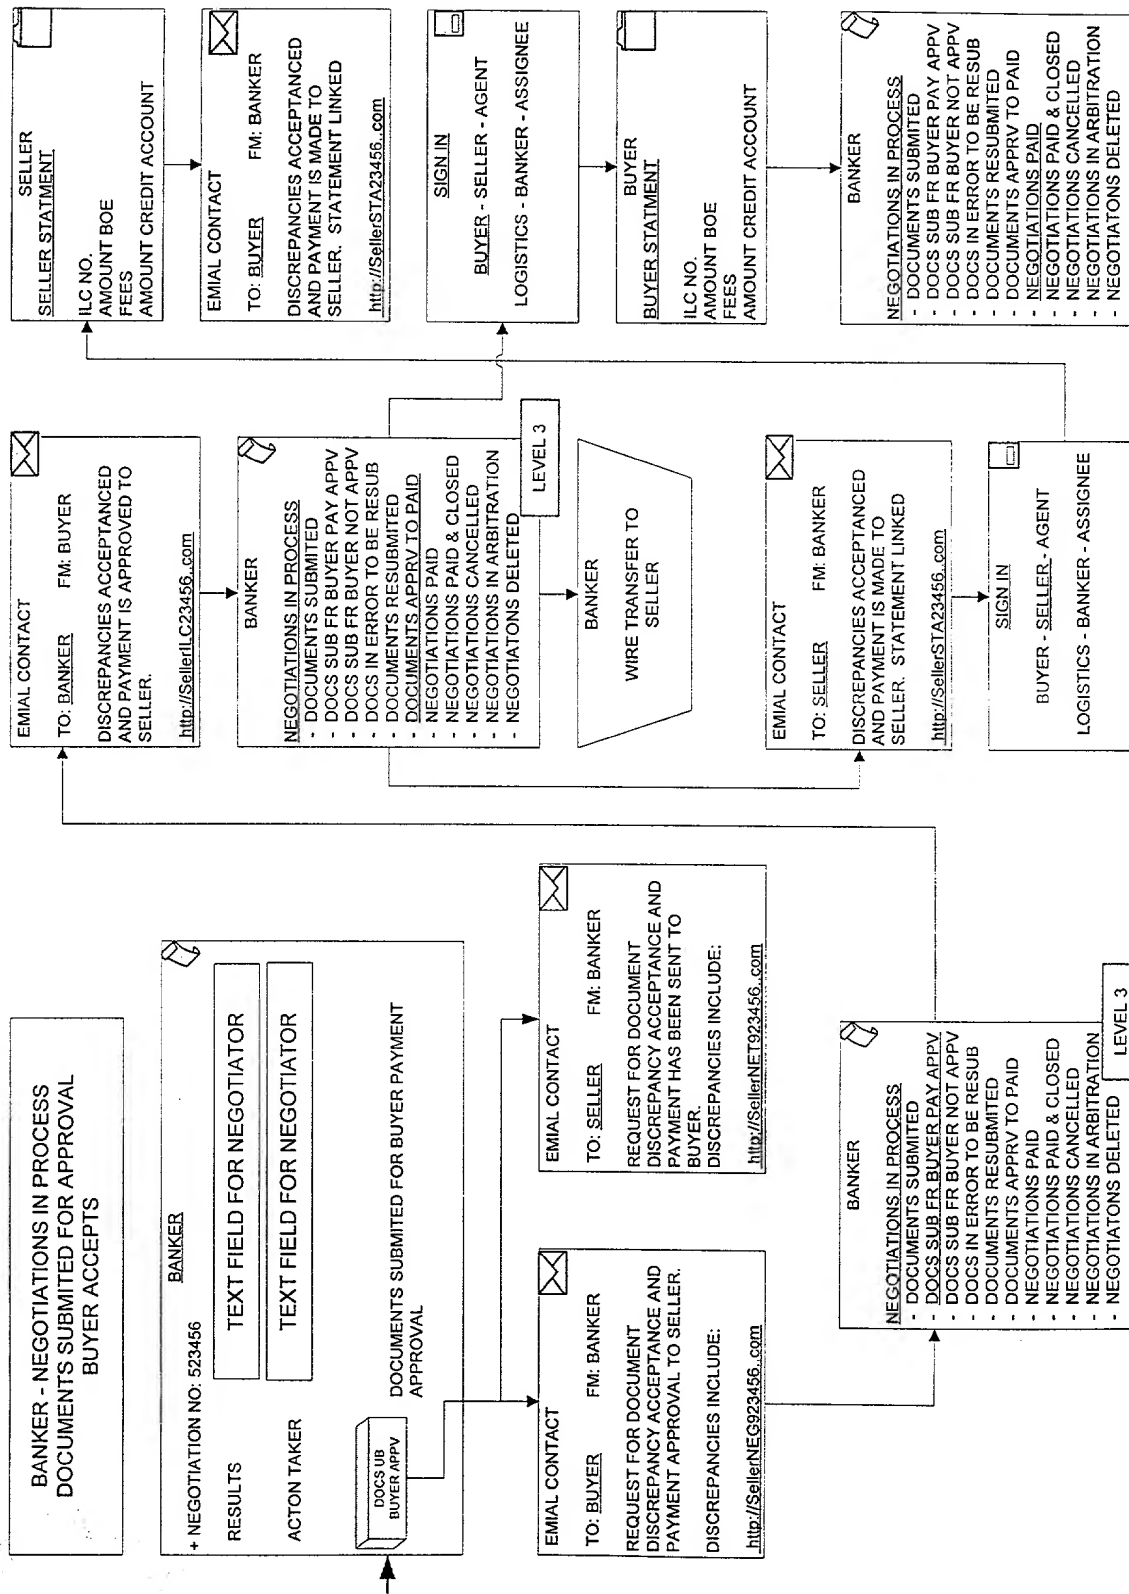 BANKER - NEGOTIATIONS IN PROCESS
DOCUMENTS SUBMITED FOR APPROVAL
BUYER ACCEPTS
BANKER
+ NEGOTIATION NO: 523456
RESULTS
TEXT FIELD FOR NEGOTIATOR
ACTON TAKER
TEXT FIELD FOR NEGOTIATOR
DOCS UB
BUYER APPV
DOCUMENTS SUBMITED FOR BUYER PAYMENT
APPROVAL
EMIAL CONTACT
TO: BUYER FM: BANKER
REQUEST FOR DOCUMENT
DISCREPANCY ACCEPTANCE AND
PAYMENT APPROVAL TO SELLER.
DISCREPANCIES INCLUDE:
http://SellerNEG923456..com
EMIAL CONTACT
TO: SELLER FM: BANKER
REQUEST FOR DOCUMENT
DISCREPANCY ACCEPTANCE AND
PAYMENT HAS BEEN SENT TO
BUYER.
DISCREPANCIES INCLUDE:
http://SellerNET923456..com
BANKER
NEGOTIATIONS IN PROCESS
- DOCUMENTS SUBMITED
- DOCS SUB FR BUYER PAY APPV
- DOCS SUB FR BUYER NOT APPV
- DOCS IN ERROR TO BE RESUB
- DOCUMENTS RESUBMITED
- DOCUMENTS APPRV TO PAID
- NEGOTIATIONS PAID
- NEGOTIATIONS PAID & CLOSED
- NEGOTIATIONS CANCELLED
- NEGOTIATIONS IN ARBITRATION
- NEGOTIATONS DELETED
LEVEL 3
EMIAL CONTACT
TO: BANKER FM: BUYER
DISCREPANCIES ACCEPTANCED
AND PAYMENT IS APPROVED TO
SELLER.
http://SellerILC23456..com
BANKER
NEGOTIATIONS IN PROCESS
- DOCUMENTS SUBMITED
- DOCS SUB FR BUYER PAY APPV
- DOCS SUB FR BUYER NOT APPV
- DOCS IN ERROR TO BE RESUB
- DOCUMENTS RESUBMITED
- DOCUMENTS APPRV TO PAID
- NEGOTIATIONS PAID
- NEGOTIATIONS PAID & CLOSED
- NEGOTIATIONS CANCELLED
- NEGOTIATIONS IN ARBITRATION
- NEGOTIATONS DELETED
LEVEL 3
BANKER
WIRE TRANSFER TO
SELLER
EMIAL CONTACT
TO: SELLER FM: BANKER
DISCREPANCIES ACCEPTANCED
AND PAYMENT IS MADE TO
SELLER. STATEMENT LINKED
http://SellerSTA23456..com
SIGN IN
BUYER - SELLER - AGENT
LOGISTICS - BANKER - ASSIGNEE
SELLER
SELLER STATMENT
ILC NO.
AMOUNT BOE
FEES
AMOUNT CREDIT ACCOUNT
EMIAL CONTACT
TO: BUYER FM: BANKER
DISCREPANCIES ACCEPTANCED
AND PAYMENT IS MADE TO
SELLER. STATEMENT LINKED
http://SellerSTA23456..com
SIGN IN
BUYER - SELLER - AGENT
LOGISTICS - BANKER - ASSIGNEE
BUYER
BUYER STATMENT
ILC NO.
AMOUNT BOE
FEES
AMOUNT CREDIT ACCOUNT
BANKER
NEGOTIATIONS IN PROCESS
- DOCUMENTS SUBMITED
- DOCS SUB FR BUYER PAY APPV
- DOCS SUB FR BUYER NOT APPV
- DOCS IN ERROR TO BE RESUB
- DOCUMENTS RESUBMITED
- DOCUMENTS APPRV TO PAID
- NEGOTIATIONS PAID
- NEGOTIATIONS PAID & CLOSED
- NEGOTIATIONS CANCELLED
- NEGOTIATIONS IN ARBITRATION
- NEGOTIATONS DELETED